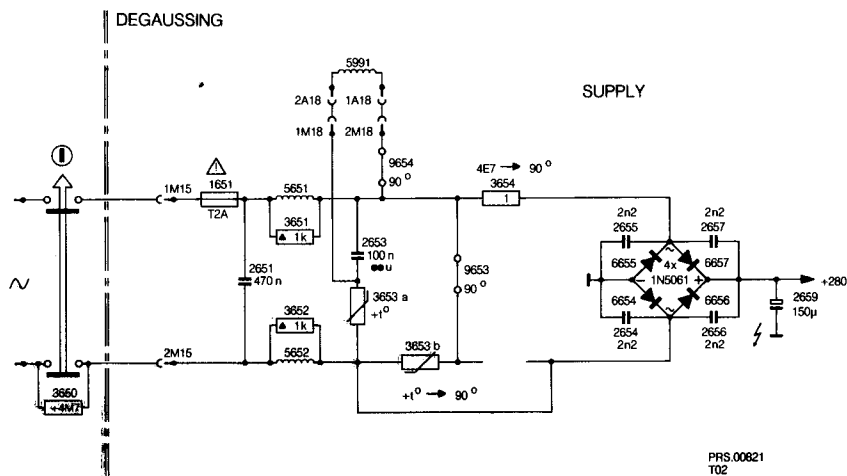 DEGAUSSING
SUPPLY
5991
2A18
1A18
1M18
2M18
9654
90°
1M15
1651
T2A
5651
3651
1k
4E7 → 90°
3654
1
2653
100 n
u
2651
470 n
3653 a
+t°
9653
90°
2n2
2655
2n2
2657
6655
4x
6657
1N5061
- +
6654
6656
2654
2n2
2656
2n2
+280
2659
150µ
3652
1k
5652
2M15
3653 b
+t° → 90°
3660
4M7
PRS.00821
T02